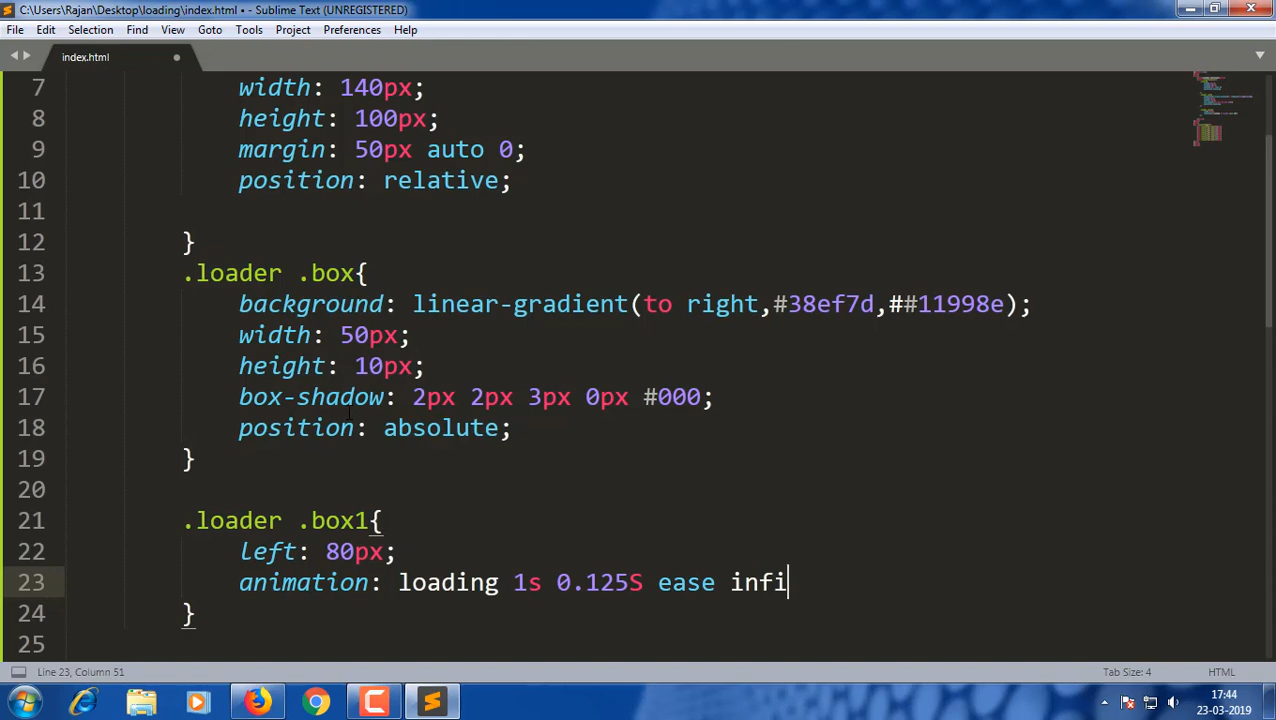 C:\Users\Rajan\Desktop\loading\index.html • - Sublime Text (UNREGISTERED)
File Edit Selection Find View Goto Tools Project Preferences Help
index.html
7 width: 140px;
8 height: 100px;
9 margin: 50px auto 0;
10 position: relative;
11
12 }
13 .loader .box{
14 background: linear-gradient(to right,#38ef7d,##11998e);
15 width: 50px;
16 height: 10px;
17 box-shadow: 2px 2px 3px 0px #000;
18 position: absolute;
19 }
20
21 .loader .box1{
22 left: 80px;
23 animation: loading 1s 0.125S ease infi
24 }
25
Line 23, Column 51 Tab Size: 4 HTML
17:44
23-03-2019